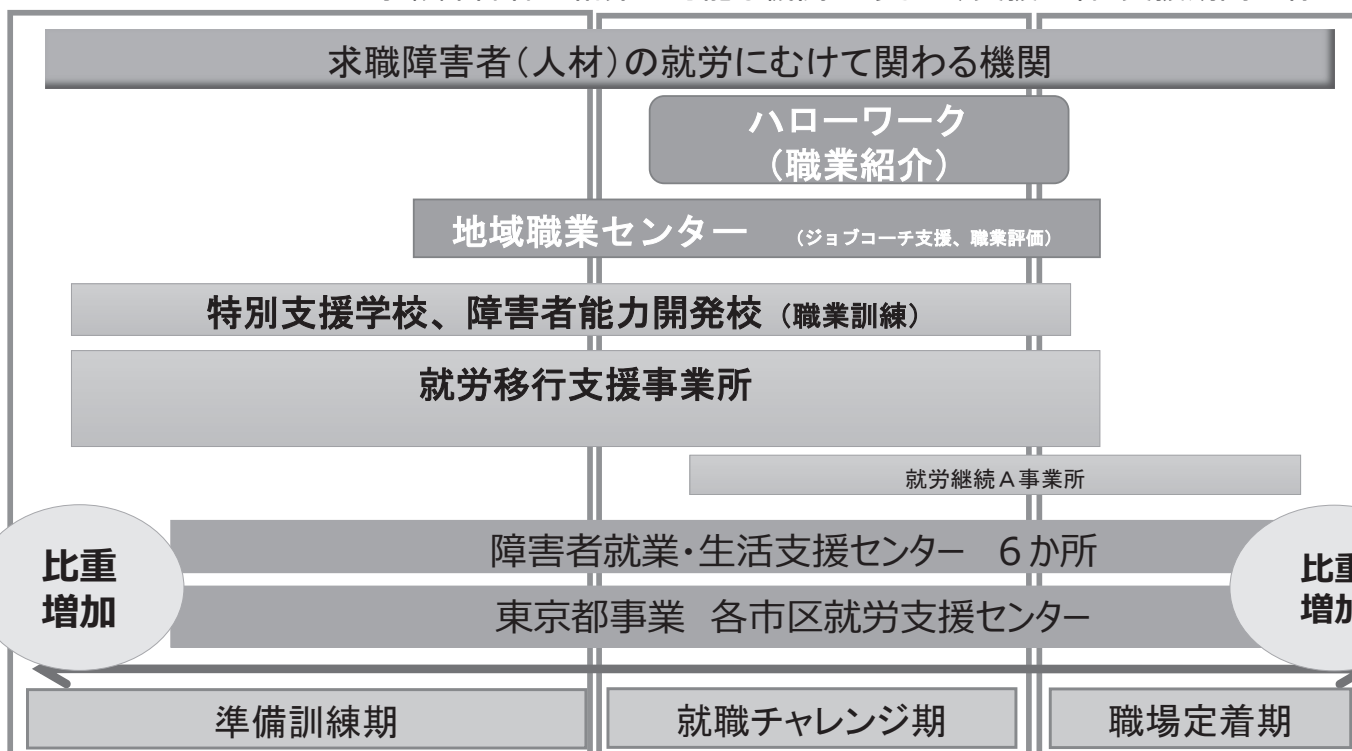 求職障害者（人材）の就労にむけて関わる機関
ハローワーク
（職業紹介）
地域職業センター （ジョブコーチ支援、職業評価）
特別支援学校、障害者能力開発校（職業訓練）
就労移行支援事業所
就労継続Ａ事業所
障害者就業・生活支援センター　６か所
東京都事業 各市区就労支援センター
比重
増加
比重
増加
準備訓練期
就職チャレンジ期
職場定着期